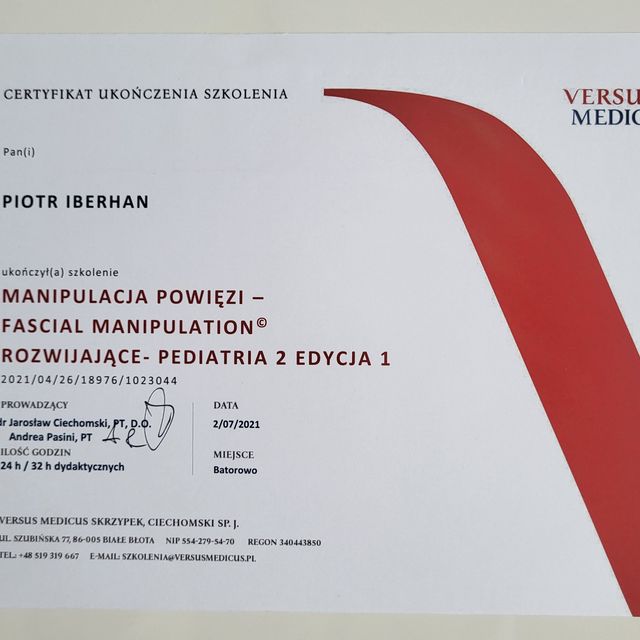 CERTYFIKAT UKOŃCZENIA SZKOLENIA
VERSU
MEDIC
Pan(i)
PIOTR IBERHAN
ukończył(a) szkolenie
MANIPULACJA POWIĘZI –
FASCIAL MANIPULATION©
ROZWIJAJĄCE- PEDIATRIA 2 EDYCJA 1
2021/04/26/18976/1023044
PROWADZĄCY
dr Jarosław Ciechomski, PT, D.O.
Andrea Pasini, PT
ILOŚĆ GODZIN
24 h / 32 h dydaktycznych
DATA
2/07/2021
MIEJSCE
Batorowo
VERSUS MEDICUS SKRZYPEK, CIECHOMSKI SP. J.
UL. SZUBIŃSKA 77, 86-005 BIAŁE BŁOTA NIP 554-279-54-70 REGON 340443850
TEL.: +48 519 319 667 E-MAIL: SZKOLENIA@VERSUSMEDICUS.PL